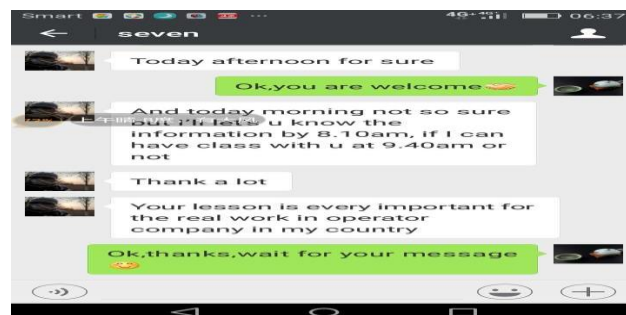 Smart ... 4G+ 4G 06:37
seven
Today afternoon for sure
Ok,you are welcome
And today morning not so sure
but i'll lets u know the
information by 8.10am, if I can
have class with u at 9.40am or
not
Thank a lot
Your lesson is every important for
the real work in operator
company in my country
Ok,thanks,wait for your message